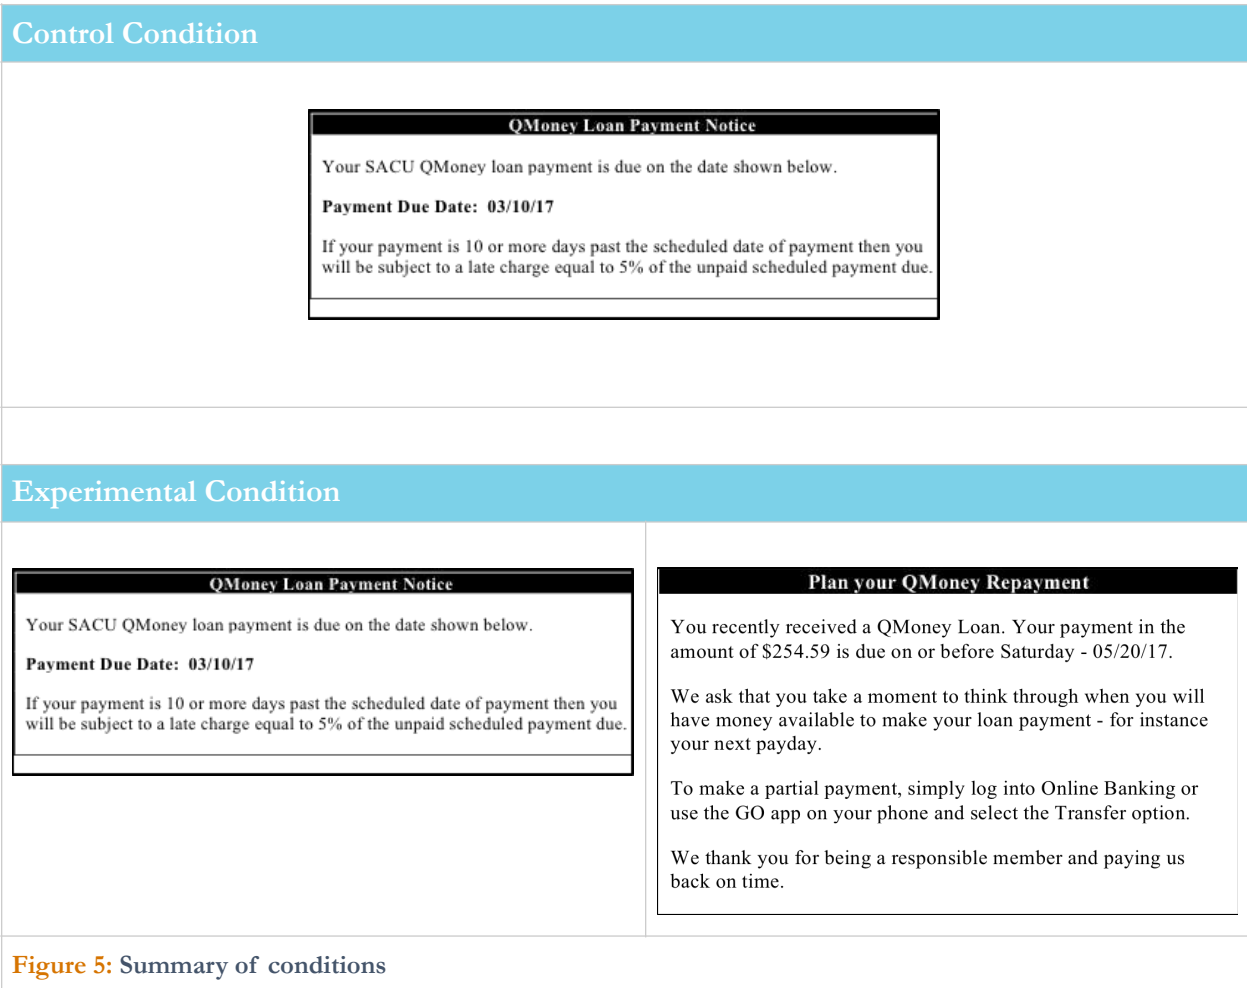 Control Condition
QMoney Loan Payment Notice
Your SACU QMoney loan payment is due on the date shown below.
Payment Due Date: 03/10/17
If your payment is 10 or more days past the scheduled date of payment then you
will be subject to a late charge equal to 5% of the unpaid scheduled payment due.
Experimental Condition
QMoney Loan Payment Notice
Your SACU QMoney loan payment is due on the date shown below.
Payment Due Date: 03/10/17
If your payment is 10 or more days past the scheduled date of payment then you
will be subject to a late charge equal to 5% of the unpaid scheduled payment due.
Plan your QMoney Repayment
You recently received a QMoney Loan. Your payment in the
amount of $254.59 is due on or before Saturday - 05/20/17.
We ask that you take a moment to think through when you will
have money available to make your loan payment - for instance
your next payday.
To make a partial payment, simply log into Online Banking or
use the GO app on your phone and select the Transfer option.
We thank you for being a responsible member and paying us
back on time.
Figure 5: Summary of conditions